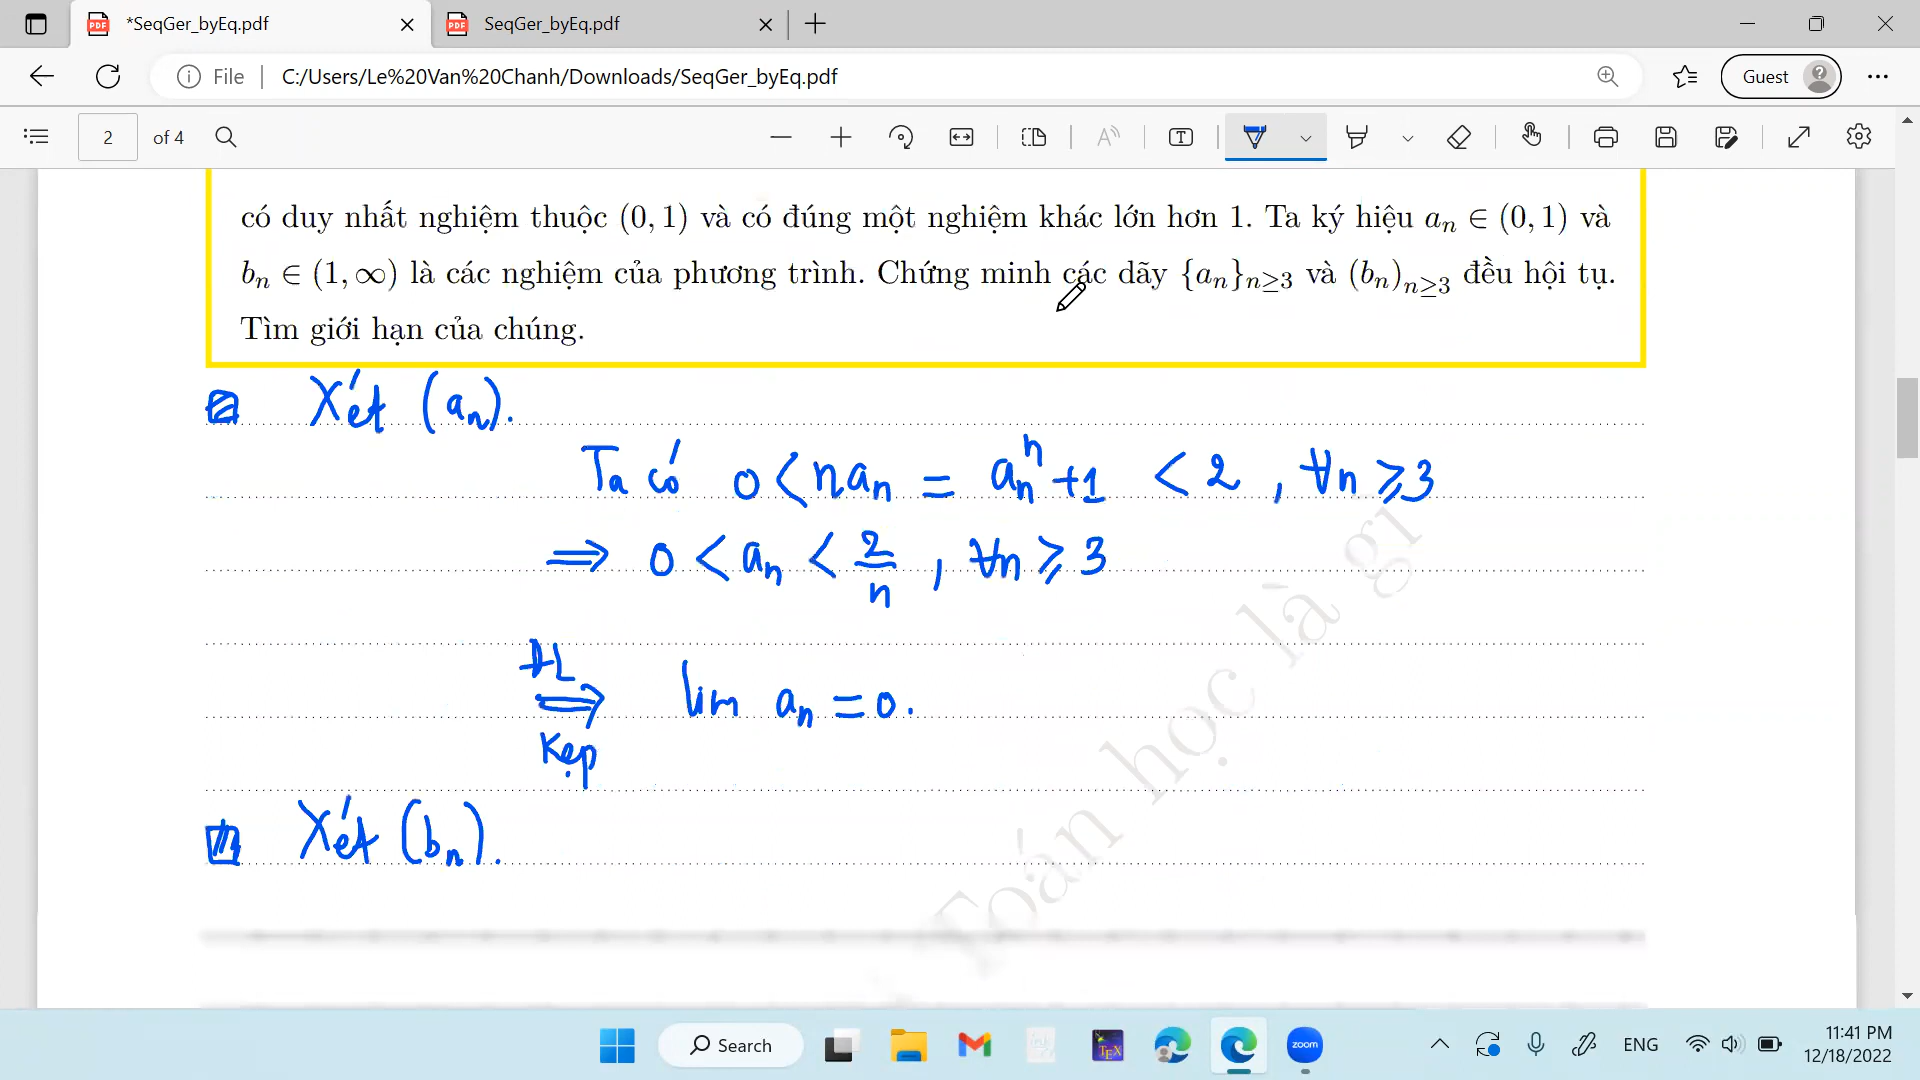 *SeqGer_byEq.pdf
SeqGer_byEq.pdf
File
C:/Users/Le%20Van%20Chanh/Downloads/SeqGer_byEq.pdf
Guest
2 of 4
có duy nhất nghiệm thuộc (0, 1) và có đúng một nghiệm khác lớn hơn 1. Ta ký hiệu aₙ ∈ (0, 1) và
bₙ ∈ (1, ∞) là các nghiệm của phương trình. Chứng minh các dãy {aₙ}ₙ≥₃ và (bₙ)ₙ≥₃ đều hội tụ.
Tìm giới hạn của chúng.
Xét (aₙ).
Ta có 0 < naₙ = aₙⁿ + 1 < 2, ∀n ≥ 3
⟹ 0 < aₙ < 2/n, ∀n ≥ 3
ĐL
⟹ lim aₙ = 0.
Kẹp
Xét (bₙ).
Toán học là gì
Search
TEX
zoom
ENG
11:41 PM
12/18/2022